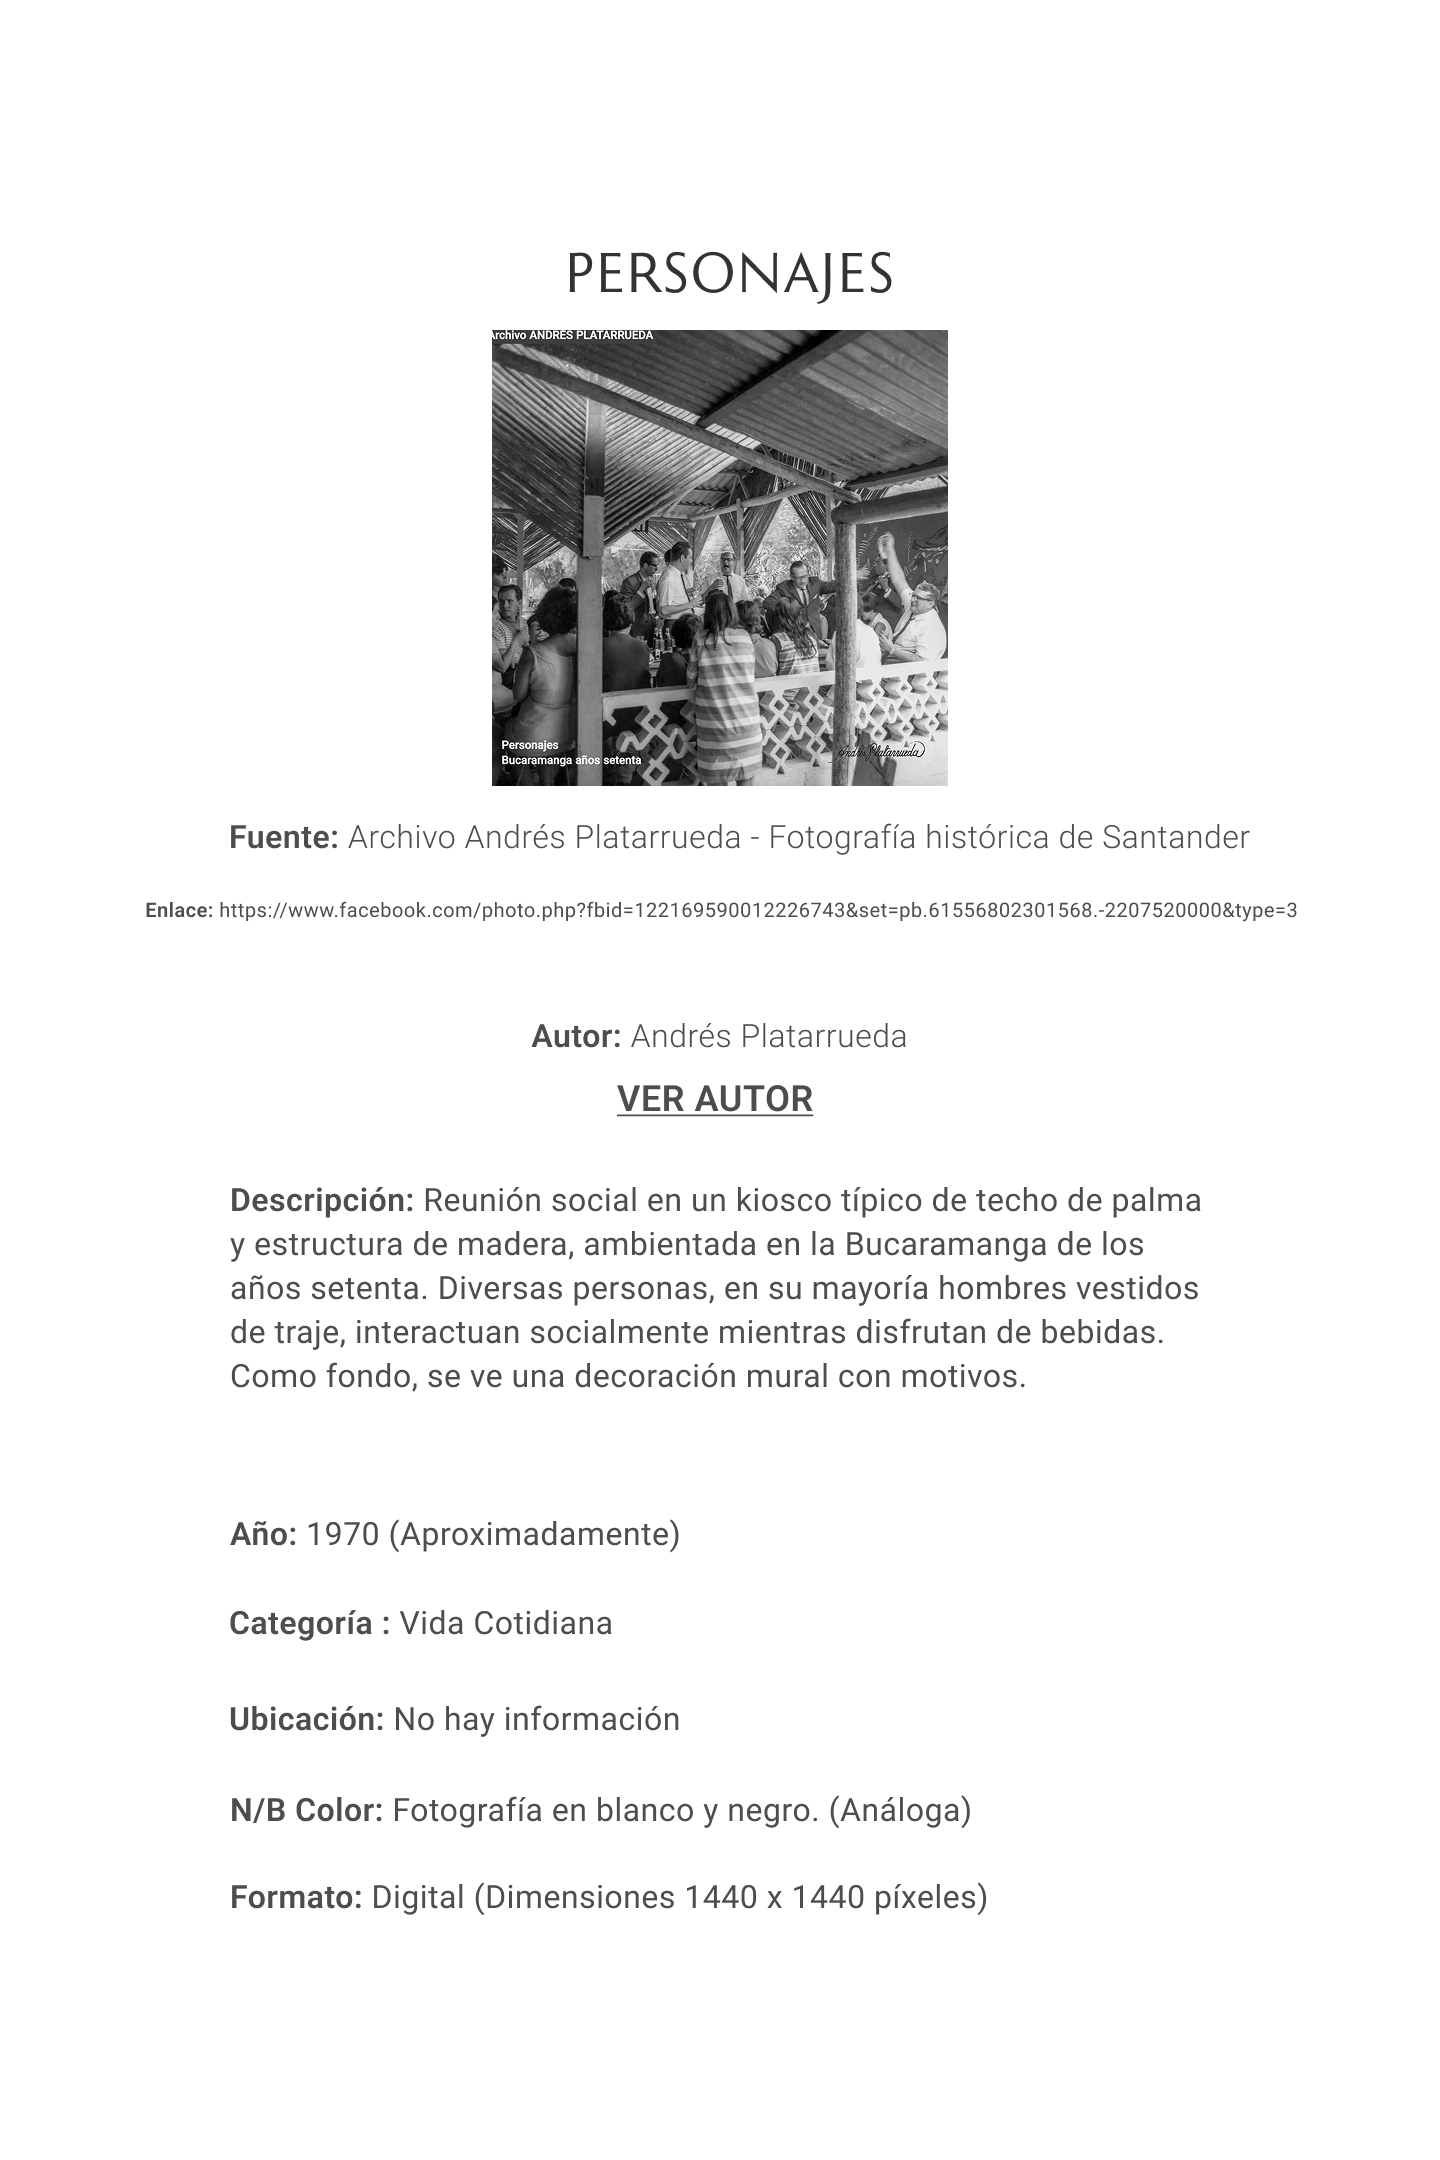 PERSONAJES
Archivo ANDRÉS PLATARRUEDA
Personajes
Bucaramanga años setenta
Andrés Platarrueda
Fuente: Archivo Andrés Platarrueda - Fotografía histórica de Santander
Enlace: https://www.facebook.com/photo.php?fbid=122169590012226743&set=pb.61556802301568.-2207520000&type=3
Autor: Andrés Platarrueda
VER AUTOR
Descripción: Reunión social en un kiosco típico de techo de palma
y estructura de madera, ambientada en la Bucaramanga de los
años setenta. Diversas personas, en su mayoría hombres vestidos
de traje, interactuan socialmente mientras disfrutan de bebidas.
Como fondo, se ve una decoración mural con motivos.
Año: 1970 (Aproximadamente)
Categoría : Vida Cotidiana
Ubicación: No hay información
N/B Color: Fotografía en blanco y negro. (Análoga)
Formato: Digital (Dimensiones 1440 x 1440 píxeles)